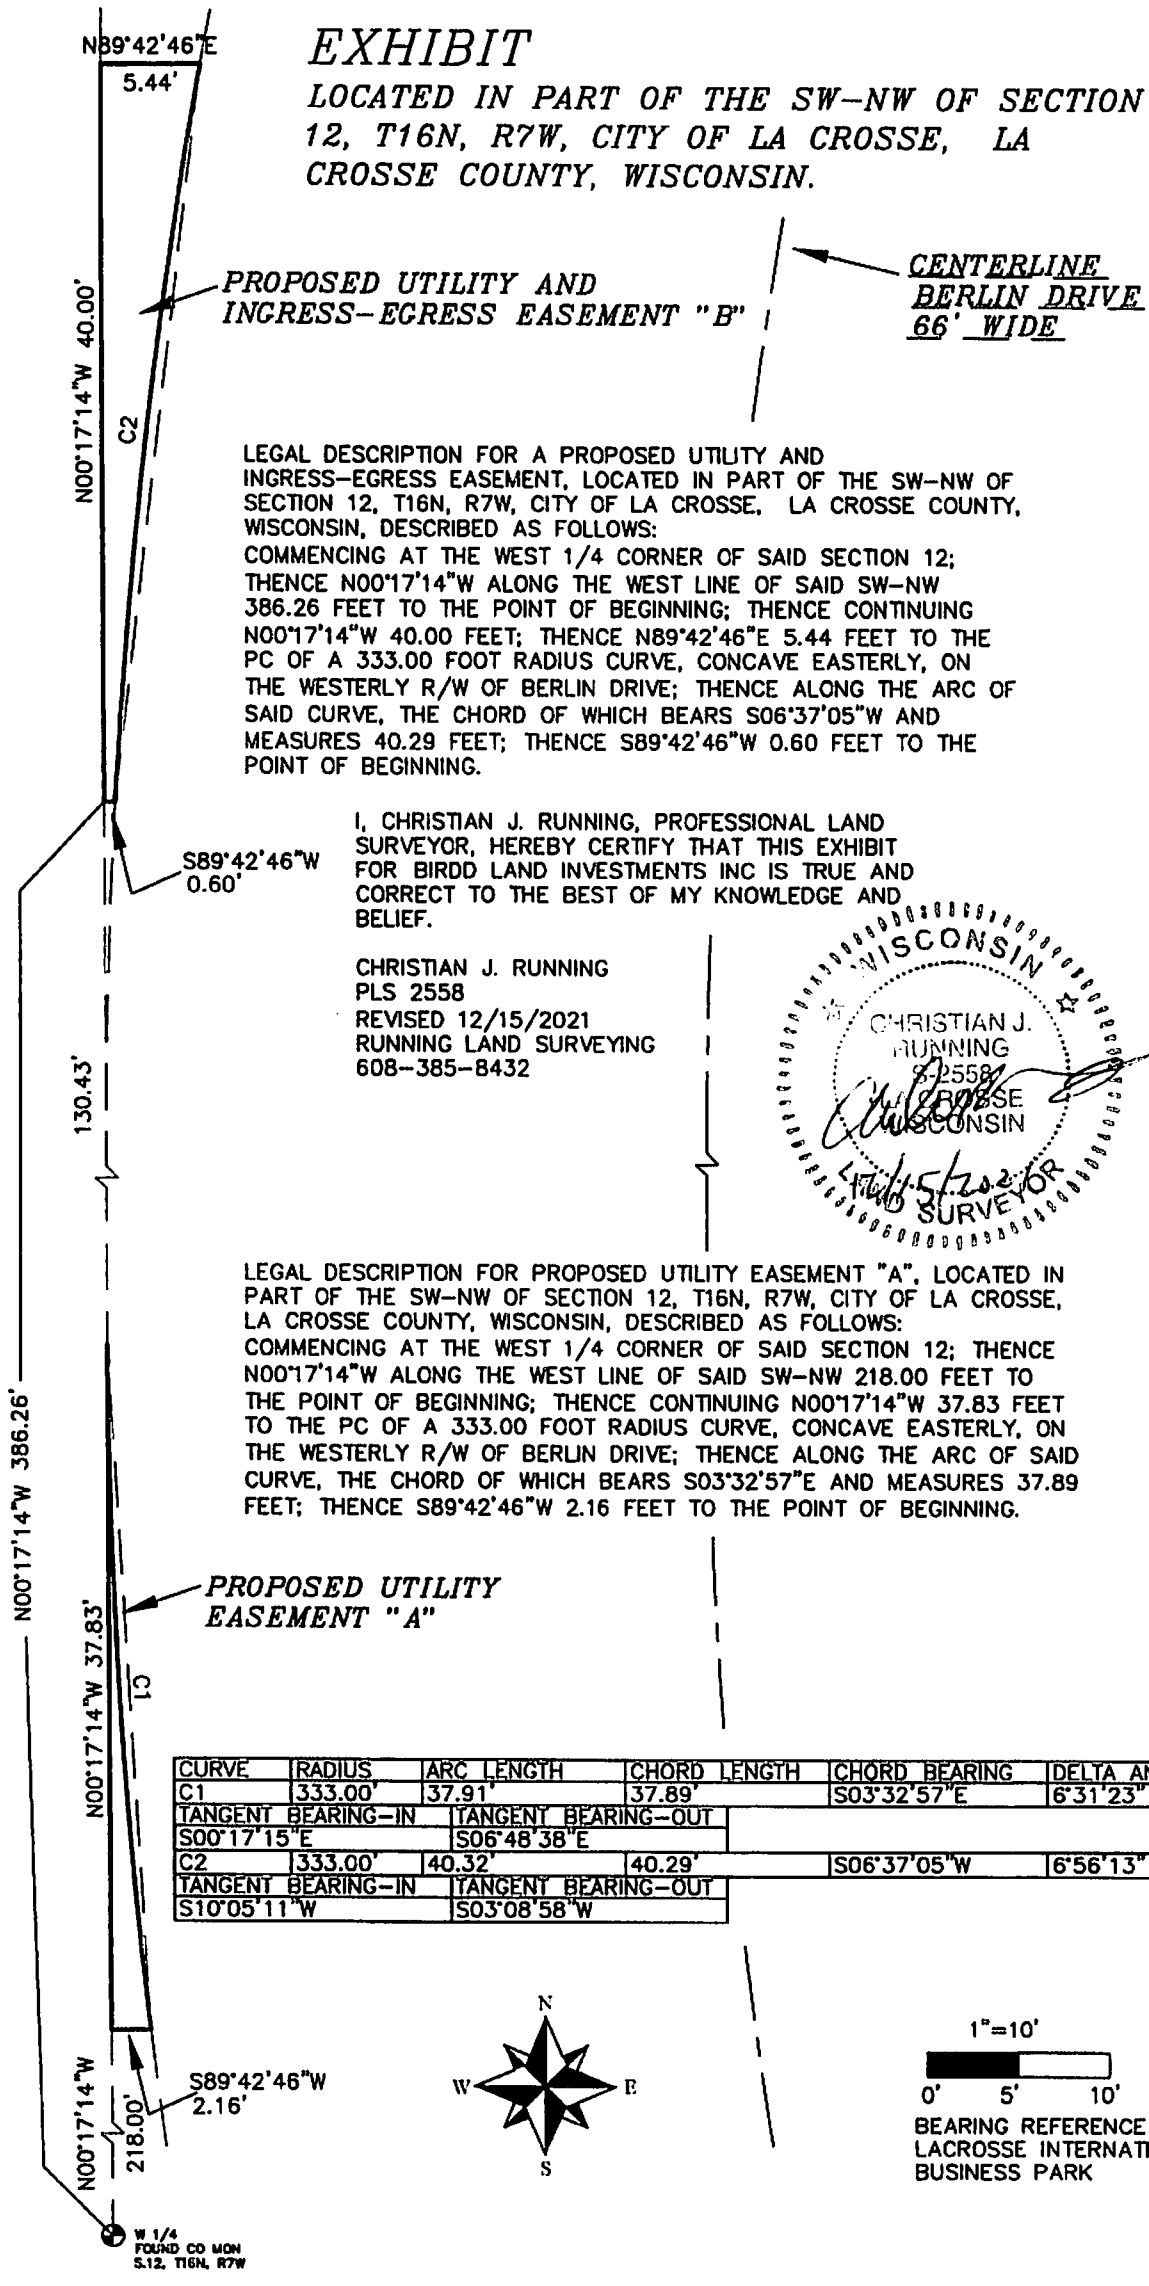 EXHIBIT
LOCATED IN PART OF THE SW-NW OF SECTION
12, T16N, R7W, CITY OF LA CROSSE, LA
CROSSE COUNTY, WISCONSIN.
N89°42'46"E
5.44'
PROPOSED UTILITY AND
INGRESS-EGRESS EASEMENT "B"
CENTERLINE
BERLIN DRIVE
66' WIDE
N00°17'14"W 40.00'
C2
LEGAL DESCRIPTION FOR A PROPOSED UTILITY AND
INGRESS-EGRESS EASEMENT, LOCATED IN PART OF THE SW-NW OF
SECTION 12, T16N, R7W, CITY OF LA CROSSE, LA CROSSE COUNTY,
WISCONSIN, DESCRIBED AS FOLLOWS:
COMMENCING AT THE WEST 1/4 CORNER OF SAID SECTION 12;
THENCE N00°17'14"W ALONG THE WEST LINE OF SAID SW-NW
386.26 FEET TO THE POINT OF BEGINNING; THENCE CONTINUING
N00°17'14"W 40.00 FEET; THENCE N89°42'46"E 5.44 FEET TO THE
PC OF A 333.00 FOOT RADIUS CURVE, CONCAVE EASTERLY, ON
THE WESTERLY R/W OF BERLIN DRIVE; THENCE ALONG THE ARC OF
SAID CURVE, THE CHORD OF WHICH BEARS S06°37'05"W AND
MEASURES 40.29 FEET; THENCE S89°42'46"W 0.60 FEET TO THE
POINT OF BEGINNING.
S89°42'46"W
0.60'
I, CHRISTIAN J. RUNNING, PROFESSIONAL LAND
SURVEYOR, HEREBY CERTIFY THAT THIS EXHIBIT
FOR BIRDD LAND INVESTMENTS INC IS TRUE AND
CORRECT TO THE BEST OF MY KNOWLEDGE AND
BELIEF.
CHRISTIAN J. RUNNING
PLS 2558
REVISED 12/15/2021
RUNNING LAND SURVEYING
608-385-8432
WISCONSIN
CHRISTIAN J.
RUNNING
S-2558
LA CROSSE
WISCONSIN
12/15/2021
LAND SURVEYOR
130.43'
N00°17'14"W 386.26'
LEGAL DESCRIPTION FOR PROPOSED UTILITY EASEMENT "A", LOCATED IN
PART OF THE SW-NW OF SECTION 12, T16N, R7W, CITY OF LA CROSSE,
LA CROSSE COUNTY, WISCONSIN, DESCRIBED AS FOLLOWS:
COMMENCING AT THE WEST 1/4 CORNER OF SAID SECTION 12; THENCE
N00°17'14"W ALONG THE WEST LINE OF SAID SW-NW 218.00 FEET TO
THE POINT OF BEGINNING; THENCE CONTINUING N00°17'14"W 37.83 FEET
TO THE PC OF A 333.00 FOOT RADIUS CURVE, CONCAVE EASTERLY, ON
THE WESTERLY R/W OF BERLIN DRIVE; THENCE ALONG THE ARC OF SAID
CURVE, THE CHORD OF WHICH BEARS S03°32'57"E AND MEASURES 37.89
FEET; THENCE S89°42'46"W 2.16 FEET TO THE POINT OF BEGINNING.
PROPOSED UTILITY
EASEMENT "A"
N00°17'14"W 37.83'
C1
CURVE RADIUS ARC LENGTH CHORD LENGTH CHORD BEARING DELTA AN
C1 333.00' 37.91' 37.89' S03°32'57"E 6°31'23"
TANGENT BEARING-IN TANGENT BEARING-OUT
S00°17'15"E S06°48'38"E
C2 333.00' 40.32' 40.29' S06°37'05"W 6°56'13"
TANGENT BEARING-IN TANGENT BEARING-OUT
S10°05'11"W S03°08'58"W
S89°42'46"W
2.16'
N00°17'14"W
218.00'
N
W E
S
1"=10'
0' 5' 10'
BEARING REFERENCE
LACROSSE INTERNATI
BUSINESS PARK
W 1/4
FOUND CO MON
S.12, T16N, R7W